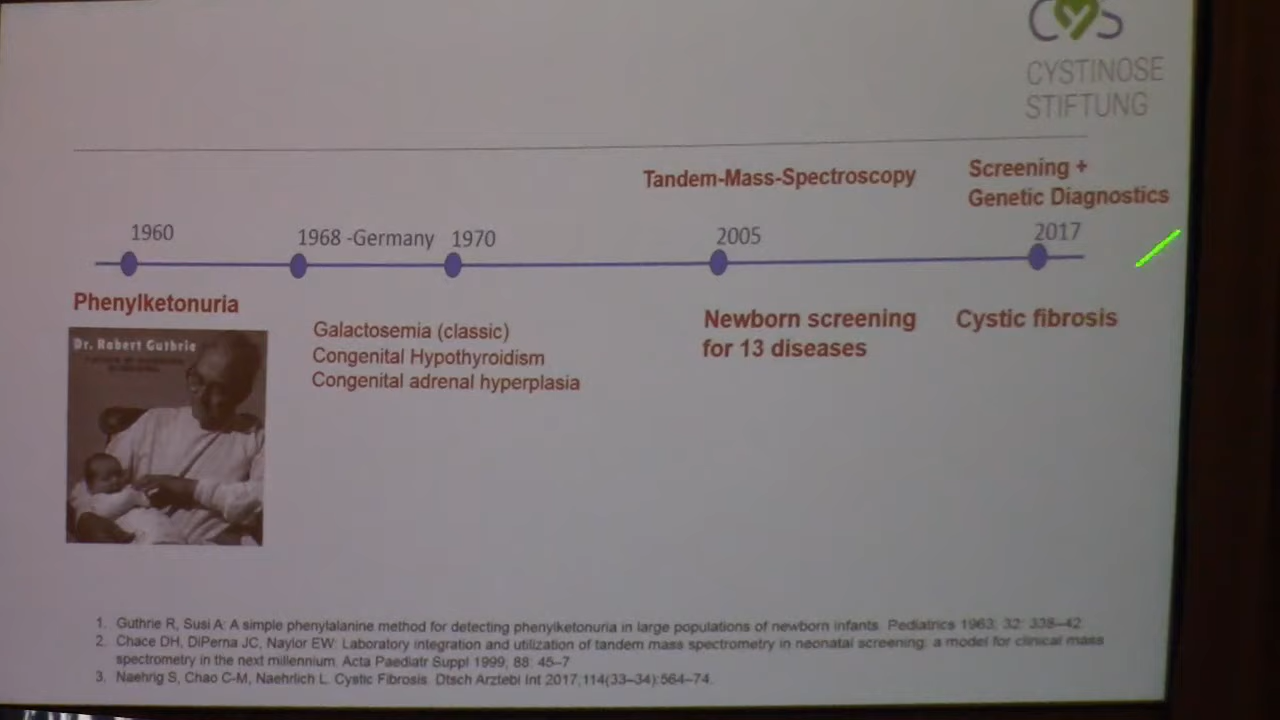 CYS
CYSTINOSE
STIFTUNG
Tandem-Mass-Spectroscopy
Screening +
Genetic Diagnostics
1960
1968 -Germany
1970
2005
2017
Phenylketonuria
Dr. Robert Guthrie
Galactosemia (classic)
Congenital Hypothyroidism
Congenital adrenal hyperplasia
Newborn screening
for 13 diseases
Cystic fibrosis
1. Guthrie R, Susi A: A simple phenylalanine method for detecting phenylketonuria in large populations of newborn infants. Pediatrics 1963; 32: 338–42.
2. Chace DH, DiPerna JC, Naylor EW: Laboratory integration and utilization of tandem mass spectrometry in neonatal screening: a model for clinical mass
spectrometry in the next millennium. Acta Paediatr Suppl 1999; 88: 45–7
3. Naehrig S, Chao C-M, Naehrlich L. Cystic Fibrosis. Dtsch Arztebl Int 2017;114(33–34):564–74.